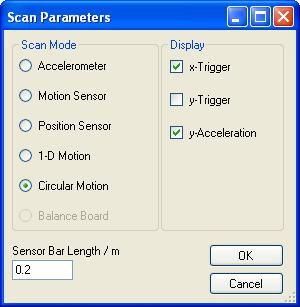 Scan Parameters
Scan Mode
Accelerometer
Motion Sensor
Position Sensor
1-D Motion
Circular Motion
Balance Board
Display
x-Trigger
y-Trigger
y-Acceleration
Sensor Bar Length / m
0.2
OK
Cancel